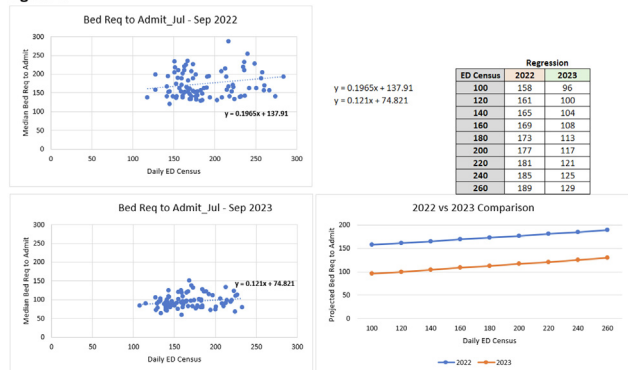 Bed Req to Admit_Jul - Sep 2022
300
250
200
150
100
50
0
Median Bed Req to Admit
y = 0.1965x + 137.91
0 50 100 150 200 250 300
Daily ED Census
y = 0.1965x + 137.91
y = 0.121x + 74.821
Regression
ED Census 2022 2023
100 158 96
120 161 100
140 165 104
160 169 108
180 173 113
200 177 117
220 181 121
240 185 125
260 189 129
Bed Req to Admit_Jul - Sep 2023
300
250
200
150
100
50
0
Median Bed Req to Admit
y = 0.121x + 74.821
0 50 100 150 200 250 300
Daily ED Census
2022 vs 2023 Comparison
200
150
100
50
0
Projected Bed Req to Admit
100 120 140 160 180 200 220 240 260
Daily ED Census
2022 2023